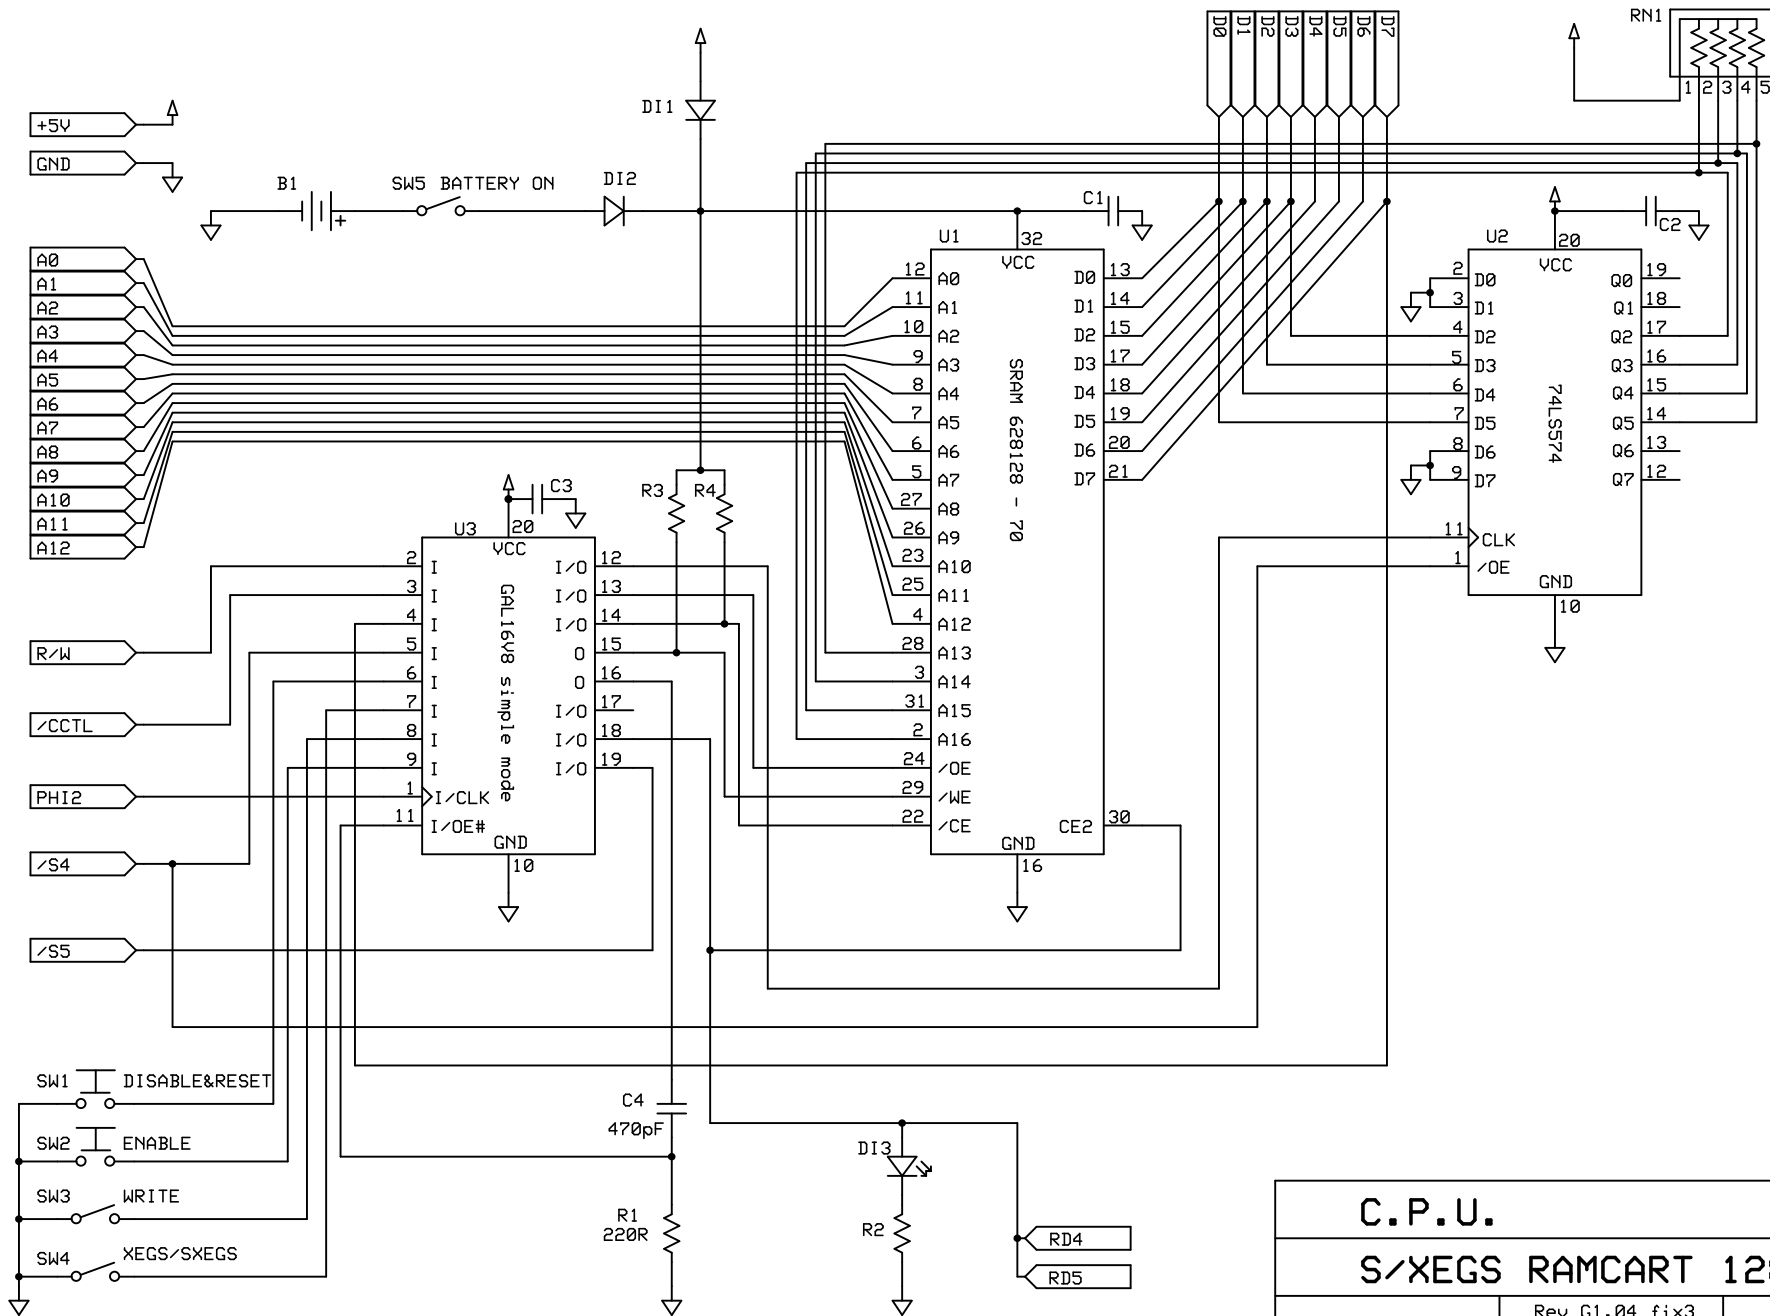 RN1
1 2 3 4 5
D0 D1 D2 D3 D4 D5 D6 D7
DI1
+5V
GND
B1
+
SW5 BATTERY ON
DI2
C1
C2
A0
A1
A2
A3
A4
A5
A6
A7
A8
A9
A10
A11
A12
R/W
/CCTL
PHI2
/S4
/S5
U1
32
VCC
SRAM 628128 - 70
12 A0
11 A1
10 A2
9 A3
8 A4
7 A5
6 A6
5 A7
27 A8
26 A9
23 A10
25 A11
4 A12
28 A13
3 A14
31 A15
2 A16
24 /OE
29 /WE
22 /CE
D0 13
D1 14
D2 15
D3 17
D4 18
D5 19
D6 20
D7 21
CE2 30
GND
16
U2
20
VCC
74LS574
2 D0
3 D1
4 D2
5 D3
6 D4
7 D5
8 D6
9 D7
11 CLK
1 /OE
Q0 19
Q1 18
Q2 17
Q3 16
Q4 15
Q5 14
Q6 13
Q7 12
GND
10
C3
R3
R4
U3
20
VCC
GAL16V8 simple mode
2 I
3 I
4 I
5 I
6 I
7 I
8 I
9 I
1 I/CLK
11 I/OE#
I/O 12
I/O 13
I/O 14
O 15
O 16
I/O 17
I/O 18
I/O 19
GND
10
SW1 DISABLE&RESET
SW2 ENABLE
SW3 WRITE
SW4 XEGS/SXEGS
C4
470pF
R1
220R
DI3
R2
RD4
RD5
C.P.U.
S/XEGS RAMCART
Rev G1.04 fix3